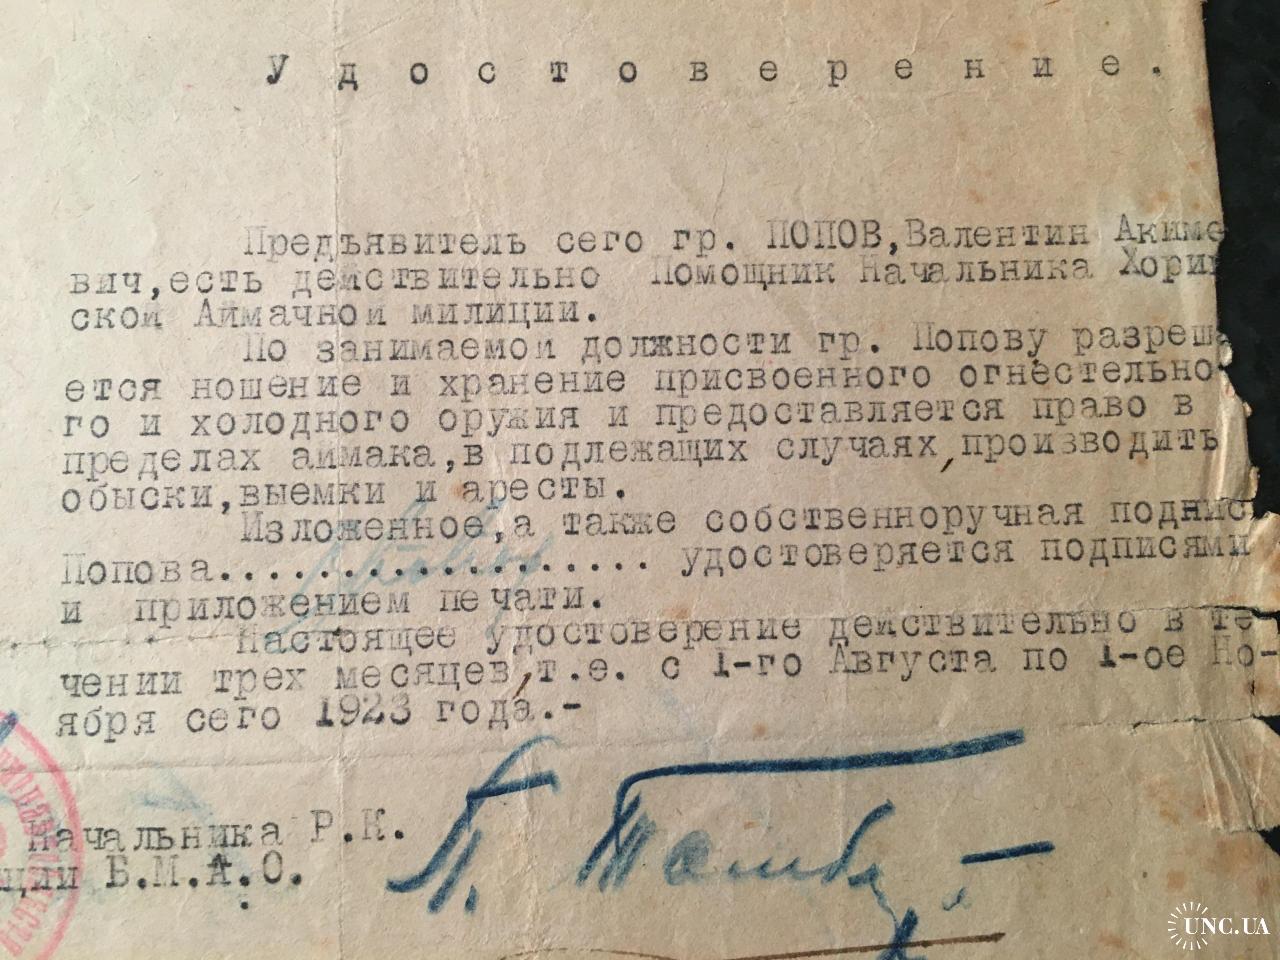 Удостоверение.
Предъявитель сего гр. ПОПОВ,Валентин Акиме
вич,есть действительно Помощник Начальника Хорин
ской Аймачной милиции.
По занимаемой должности гр. Попову разреша
ется ношение и хранение присвоенного огнестельно
го и холодного оружия и предоставляется право в
пределах аймака,в подлежащих случаях,производить
обыски,выемки и аресты.
Изложенное,а также собственноручная подпис
Попова.................. удостоверяется подписями
и приложением печати.
Настоящее удостоверение действительно в те
чении трех месяцев,т.е. с 1-го Августа по 1-ое Но-
ября сего 1923 года.-
Начальника Р.К.
ции Б.М.А.О.
UNC.UA